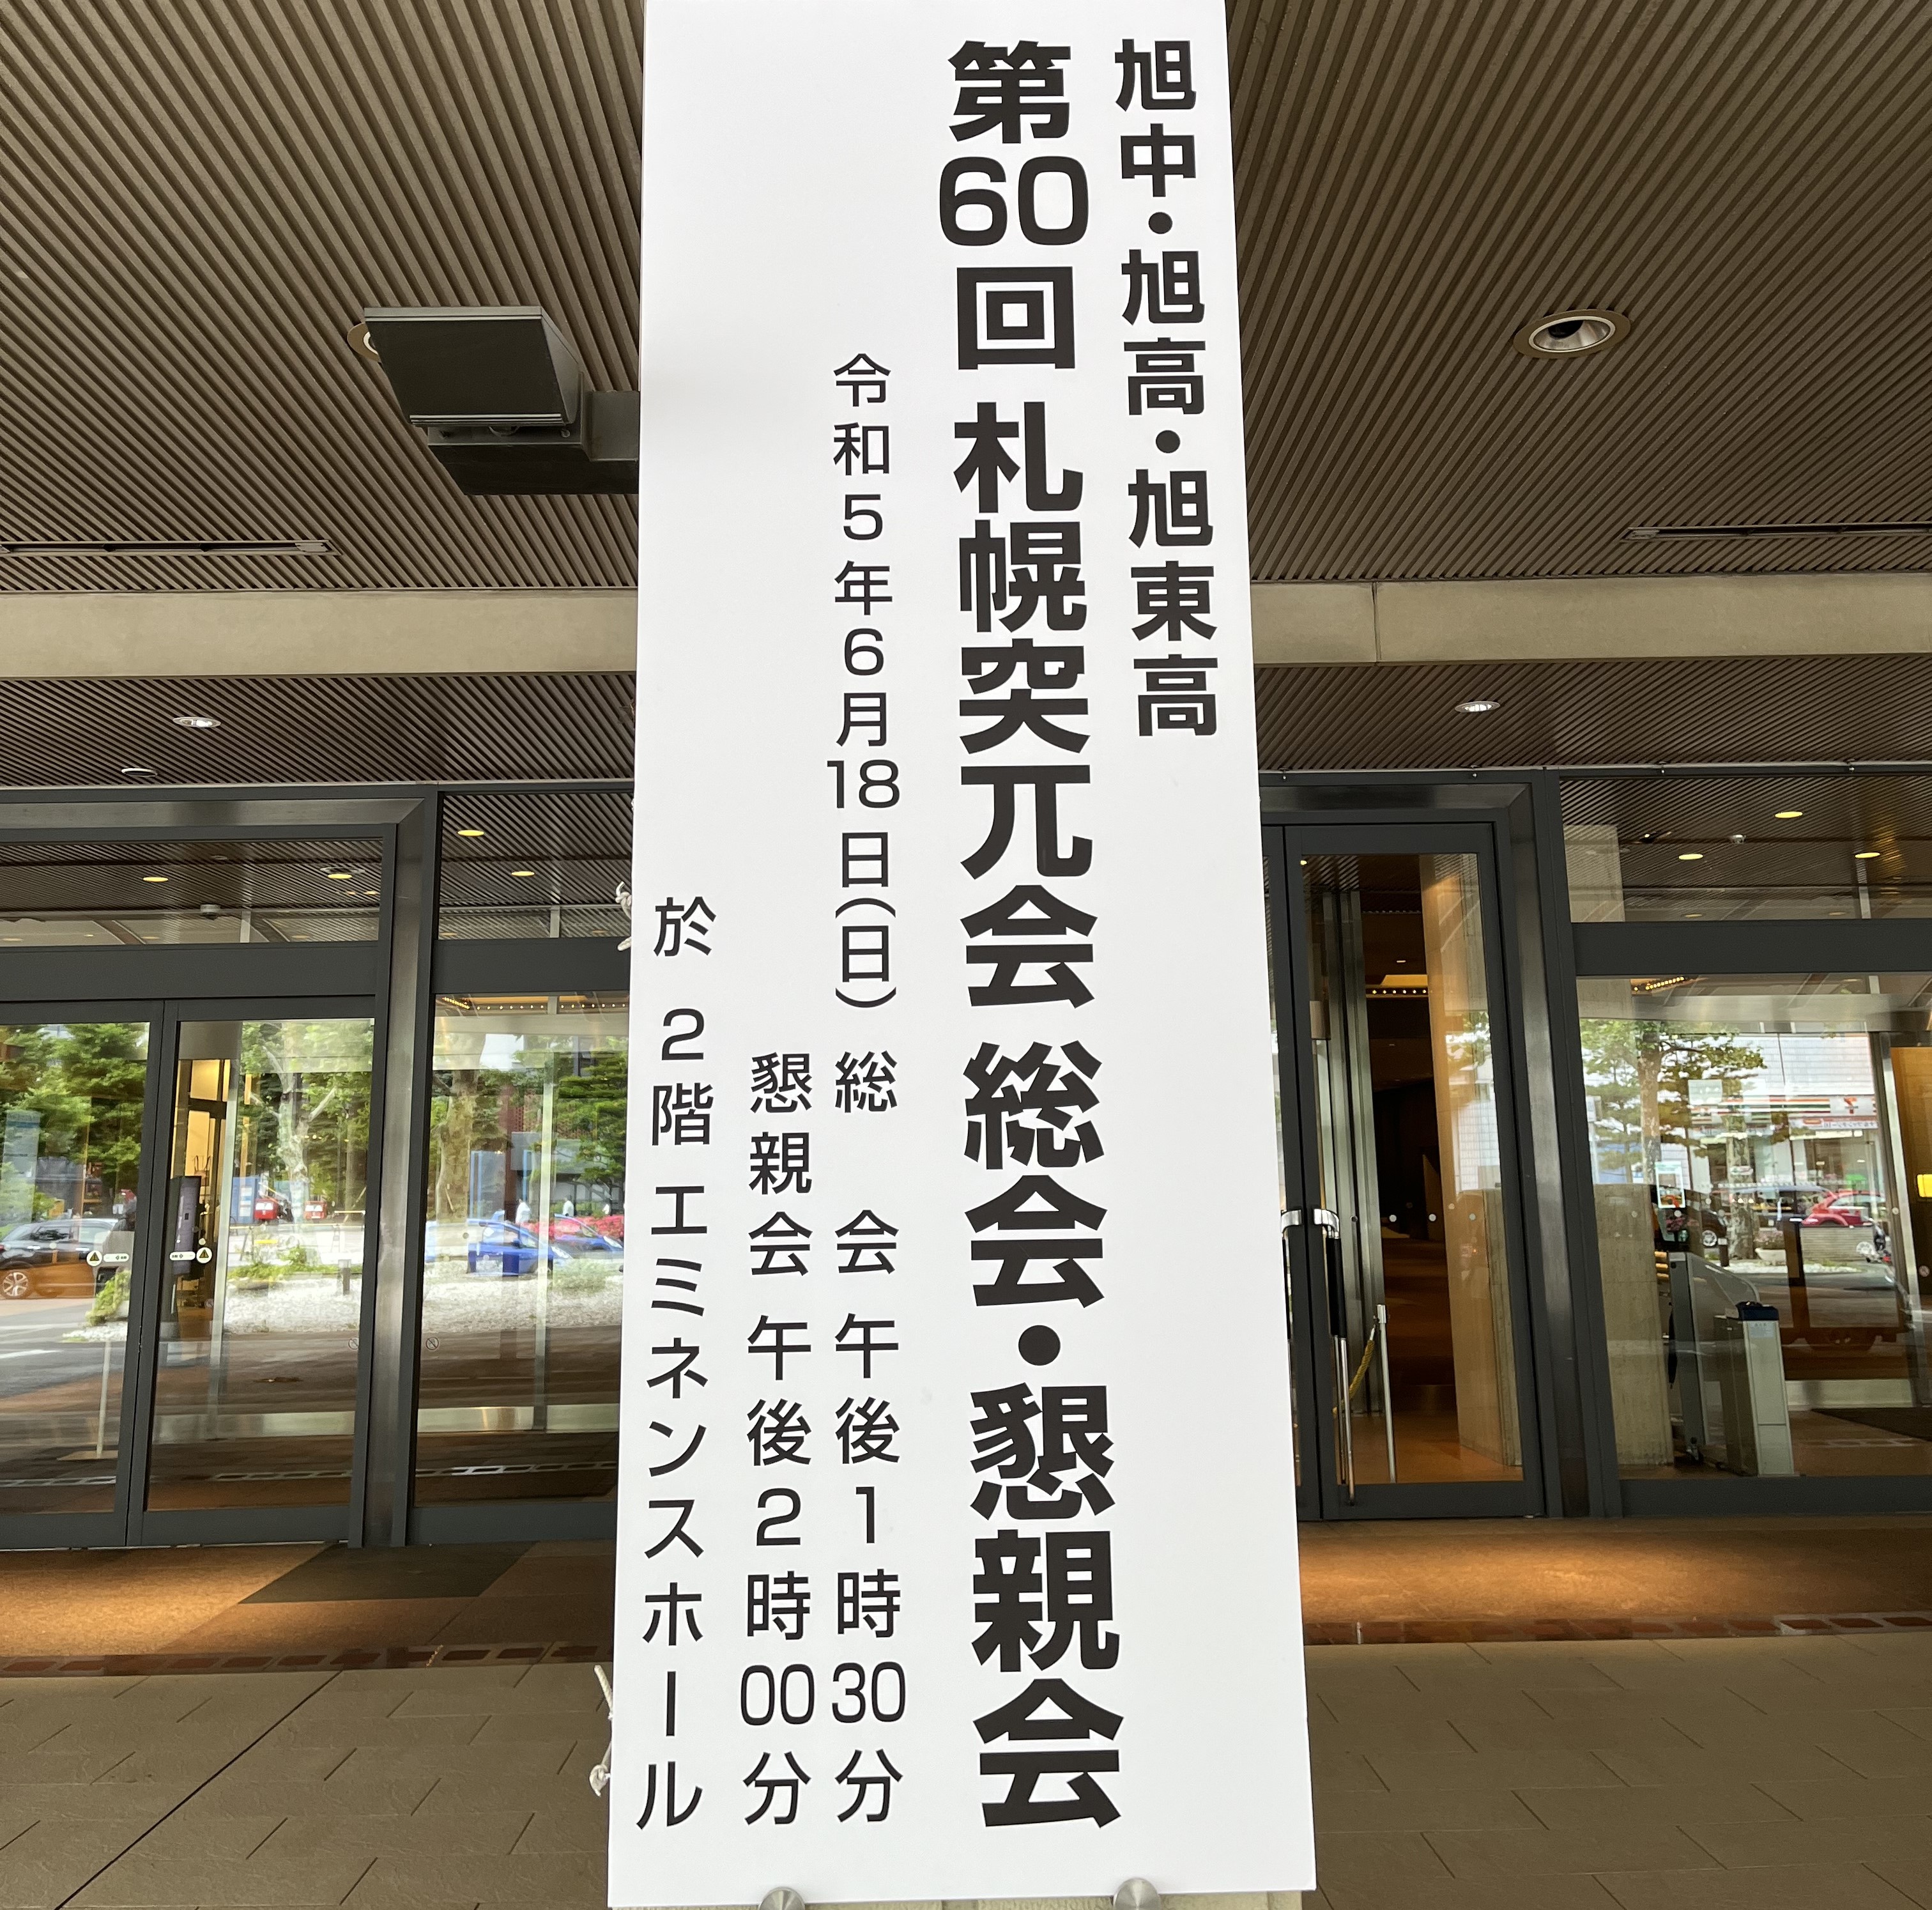 旭中・旭高・旭東高
第60回 札幌突兀会 総会・懇親会
令和5年6月18日(日) 総 会 午後1時30分
懇親会 午後2時00分
於 2階 エミネンスホール